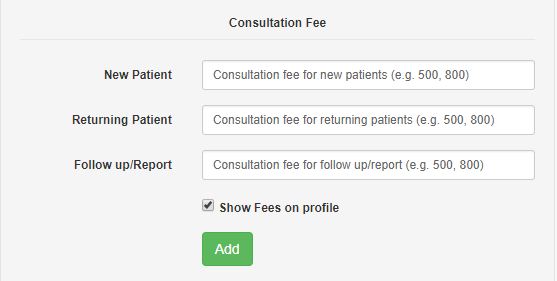 Consultation Fee
New Patient Consultation fee for new patients (e.g. 500, 800)
Returning Patient Consultation fee for returning patients (e.g. 500, 800)
Follow up/Report Consultation fee for follow up/report (e.g. 500, 800)
Show Fees on profile
Add